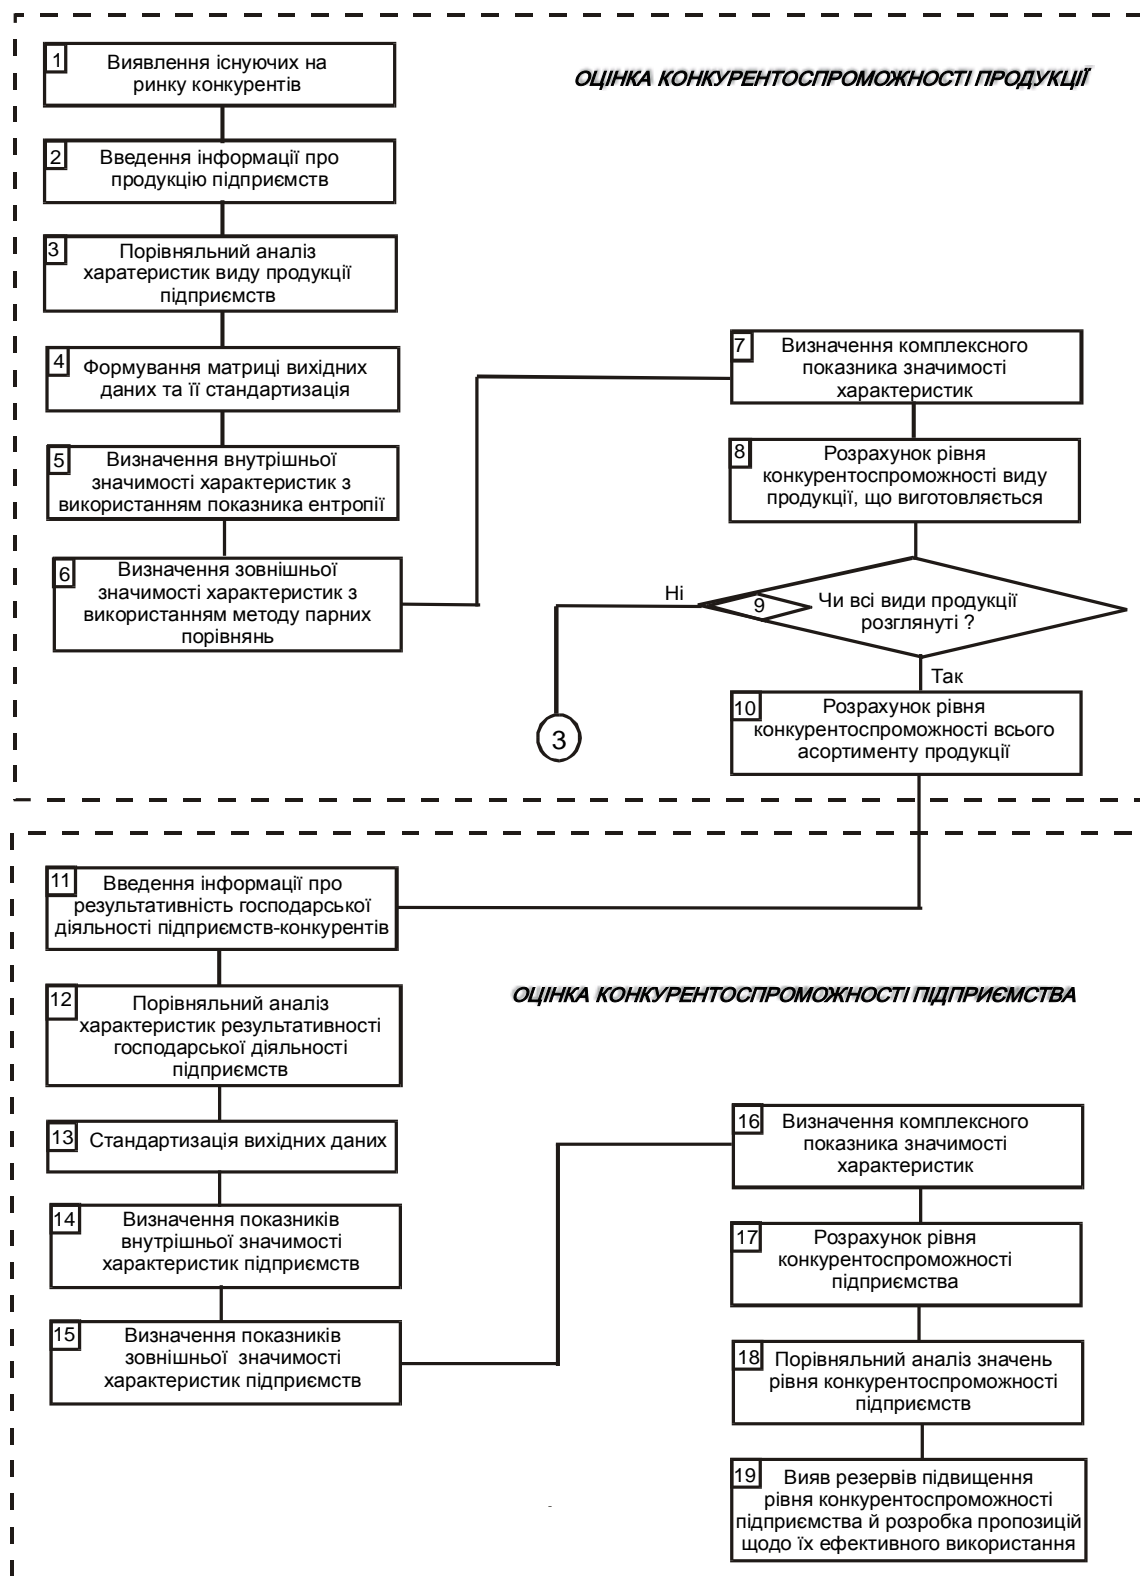 ОЦІНКА КОНКУРЕНТОСПРОМОЖНОСТІ ПРОДУКЦІЇ
1
Виявлення існуючих на
ринку конкурентів
2
Введення інформації про
продукцію підприємств
3
Порівняльний аналіз
харатеристик виду продукції
підприємств
4
Формування матриці вихідних
даних та її стандартизація
5
Визначення внутрішньої
значимості характеристик з
використанням показника ентропії
6
Визначення зовнішньої
значимості характеристик з
використанням методу парних
порівнянь
7
Визначення комплексного
показника значимості
характеристик
8
Розрахунок рівня
конкурентоспроможності виду
продукції, що виготовляється
9
Чи всі види продукції
розглянуті ?
Ні
3
Так
10
Розрахунок рівня
конкурентоспроможності всього
асортименту продукції
11
Введення інформації про
результативність господарської
діяльності підприємств-конкурентів
ОЦІНКА КОНКУРЕНТОСПРОМОЖНОСТІ ПІДПРИЄМСТВА
12
Порівняльний аналіз
характеристик результативності
господарської діяльності
підприємств
13
Стандартизація вихідних даних
14
Визначення показників
внутрішньої значимості
характеристик підприємств
15
Визначення показників
зовнішньої значимості
характеристик підприємств
16
Визначення комплексного
показника значимості
характеристик
17
Розрахунок рівня
конкурентоспроможності
підприємства
18
Порівняльний аналіз значень
рівня конкурентоспроможності
підприємств
19
Вияв резервів підвищення
рівня конкурентоспроможності
підприємства й розробка пропозицій
щодо їх ефективного використання